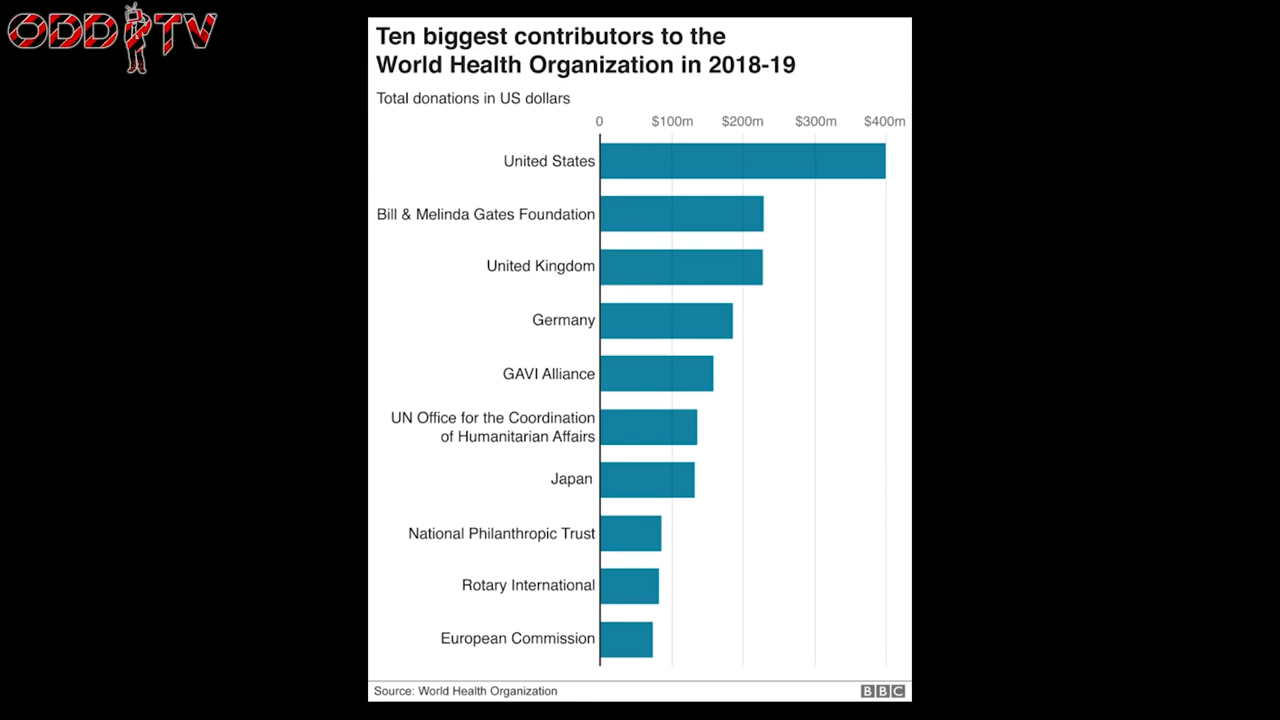 ODD TV
Ten biggest contributors to the
World Health Organization in 2018-19
Total donations in US dollars
0 $100m $200m $300m $400m
United States
Bill & Melinda Gates Foundation
United Kingdom
Germany
GAVI Alliance
UN Office for the Coordination
of Humanitarian Affairs
Japan
National Philanthropic Trust
Rotary International
European Commission
Source: World Health Organization
BBC